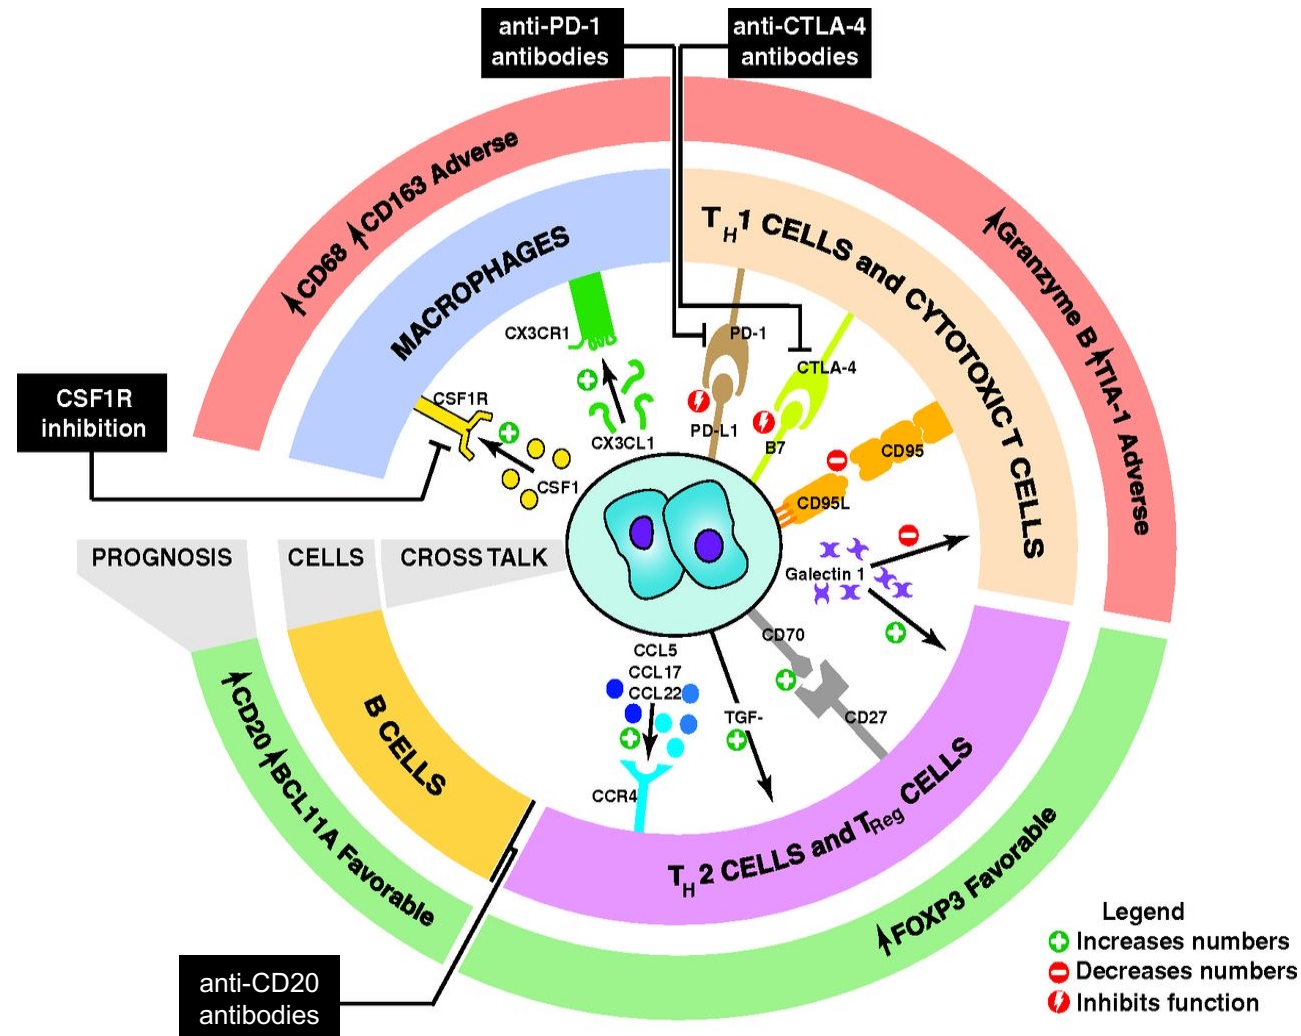 anti-PD-1
antibodies
anti-CTLA-4
antibodies
↑CD68 ↑CD163 Adverse
↑Granzyme B ↑TIA-1 Adverse
MACROPHAGES
TH1 CELLS and CYTOTOXIC T CELLS
CX3CR1
PD-1
CTLA-4
CSF1R
inhibition
CSF1R
CX3CL1
PD-L1
B7
CD95
CSF1
CD95L
PROGNOSIS
CELLS
CROSS TALK
Galectin 1
CD70
CCL5
CCL17
CCL22
TGF-
CD27
CCR4
B CELLS
TH2 CELLS and TReg CELLS
↑CD20 ↑BCL11A Favorable
↑FOXP3 Favorable
anti-CD20
antibodies
Legend
Increases numbers
Decreases numbers
Inhibits function